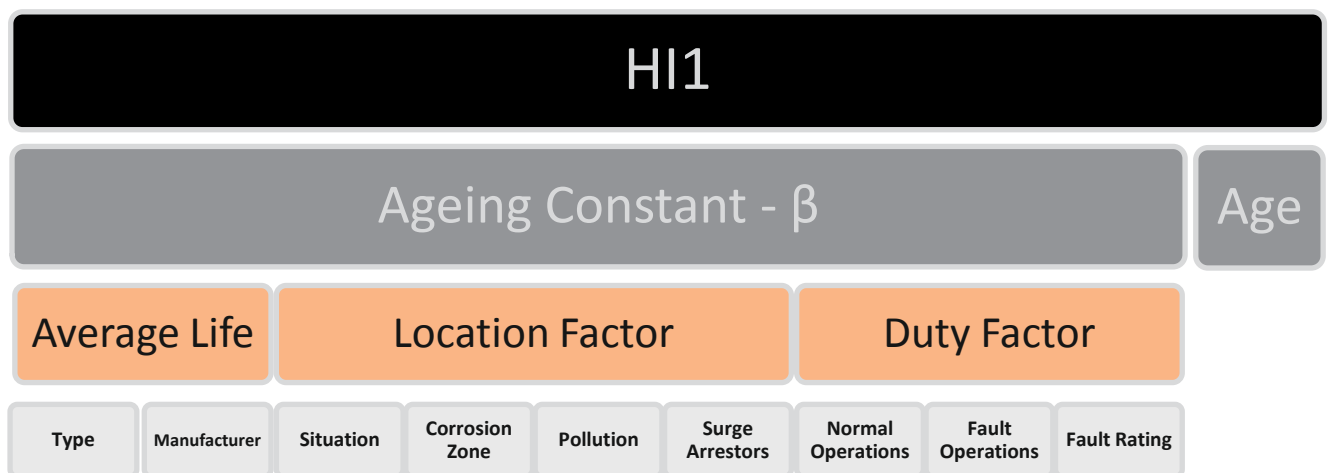 HI1
Ageing Constant - β
Age
Average Life
Location Factor
Duty Factor
Type
Manufacturer
Situation
Corrosion
Zone
Pollution
Surge
Arrestors
Normal
Operations
Fault
Operations
Fault Rating